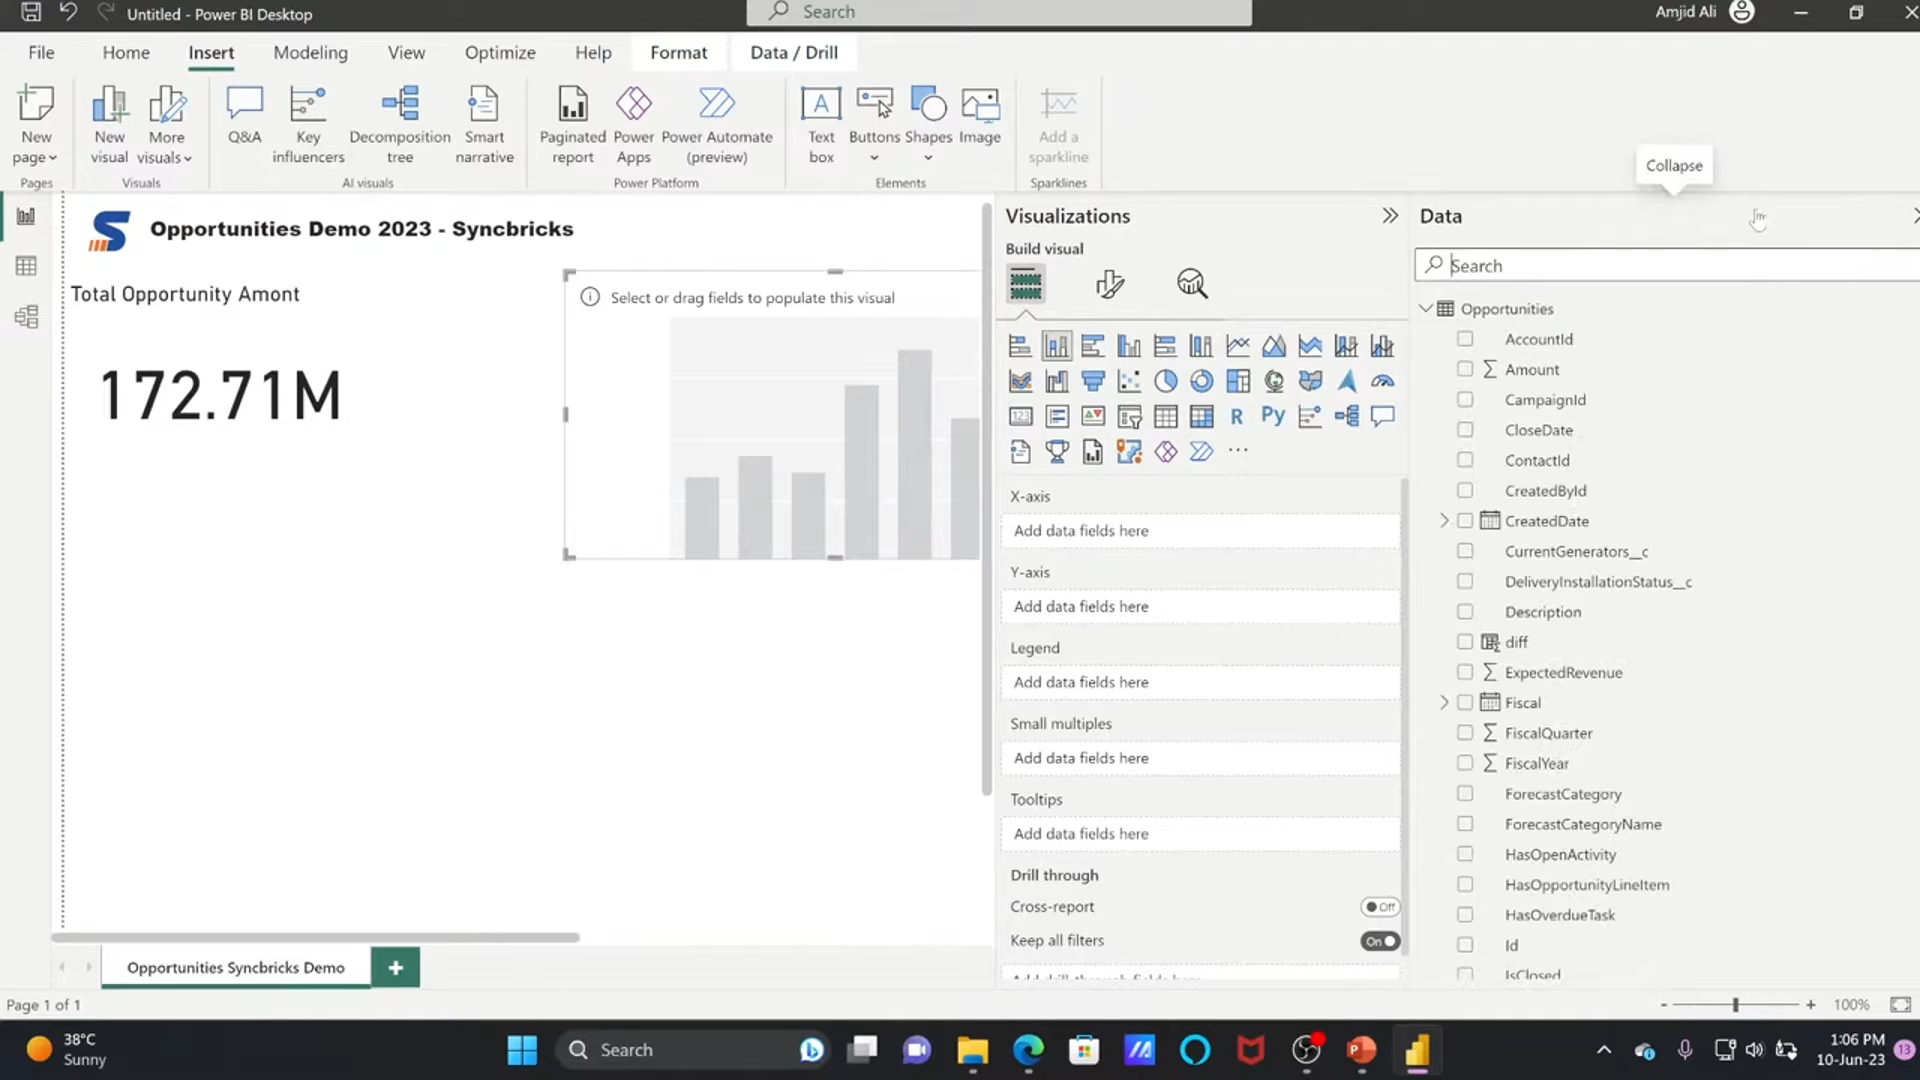 Untitled - Power BI Desktop
Search
Amjid Ali
File
Home
Insert
Modeling
View
Optimize
Help
Format
Data / Drill
New page
New visual
More visuals
Q&A
Key influencers
Decomposition tree
Smart narrative
Paginated report
Power Apps
Power Automate (preview)
Text box
Buttons
Shapes
Image
Add a sparkline
Pages
Visuals
AI visuals
Power Platform
Elements
Sparklines
Collapse
Opportunities Demo 2023 - Syncbricks
Total Opportunity Amont
172.71M
Select or drag fields to populate this visual
Visualizations
Build visual
123
R
Py
X-axis
Add data fields here
Y-axis
Add data fields here
Legend
Add data fields here
Small multiples
Add data fields here
Tooltips
Add data fields here
Drill through
Cross-report
Off
Keep all filters
On
Add drill-through fields here
Data
Search
Opportunities
AccountId
Amount
CampaignId
CloseDate
ContactId
CreatedById
CreatedDate
CurrentGenerators__c
DeliveryInstallationStatus__c
Description
diff
ExpectedRevenue
Fiscal
FiscalQuarter
FiscalYear
ForecastCategory
ForecastCategoryName
HasOpenActivity
HasOpportunityLineItem
HasOverdueTask
Id
IsClosed
Opportunities Syncbricks Demo
Page 1 of 1
100%
38°C
Sunny
Search
1:06 PM
10-Jun-23
13